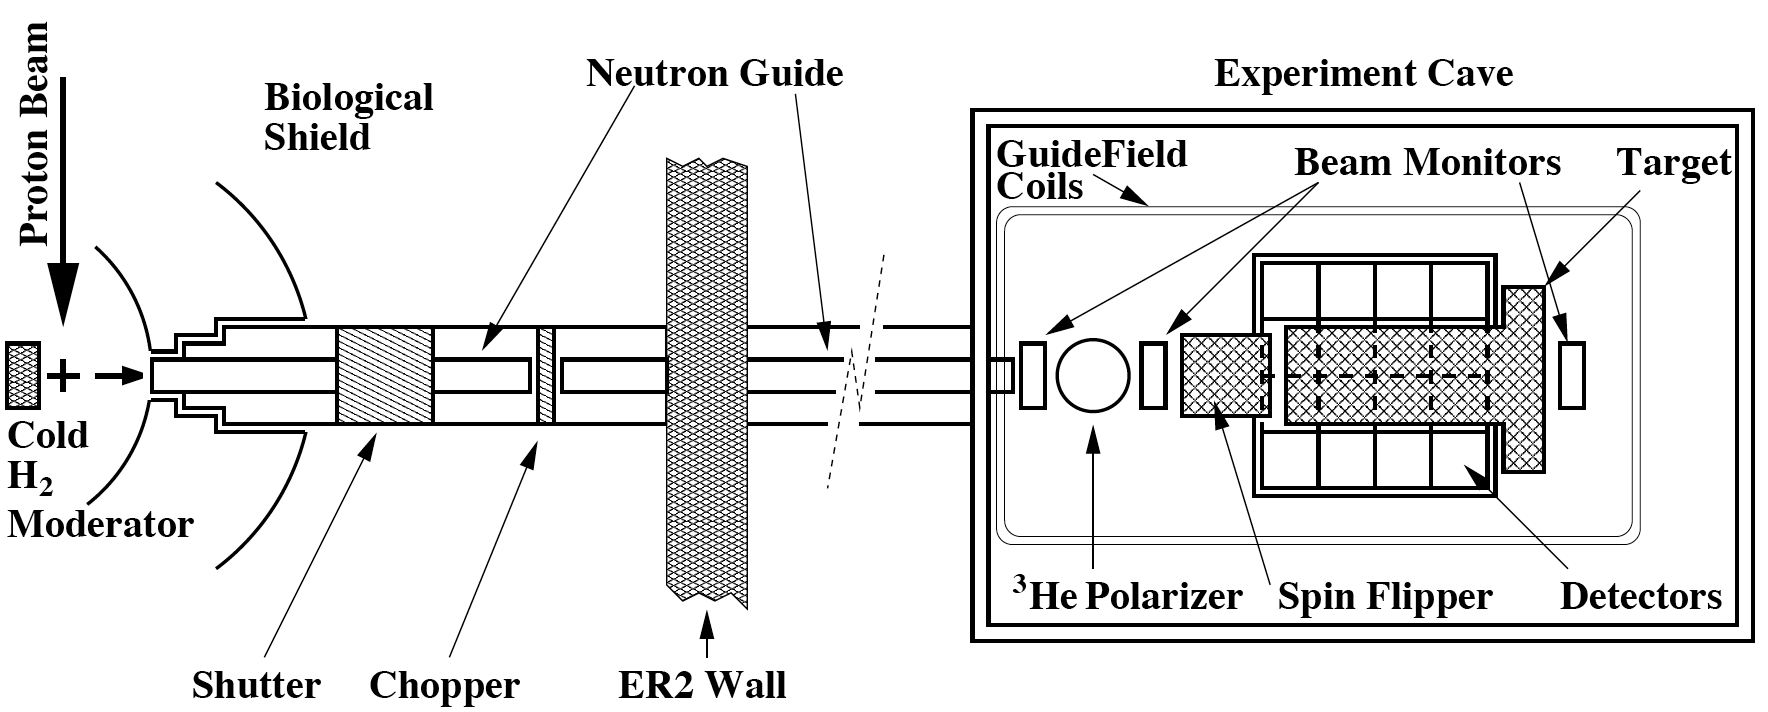 Proton Beam
Biological
Shield
Neutron Guide
Experiment Cave
GuideField
Coils
Beam Monitors
Target
Cold
H₂
Moderator
³He Polarizer
Spin Flipper
Detectors
Shutter
Chopper
ER2 Wall